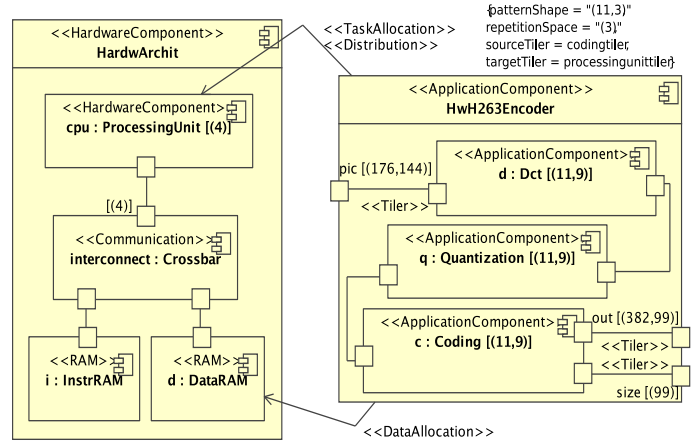 <<HardwareComponent>>
HardwArchit
<<HardwareComponent>>
cpu : ProcessingUnit [(4)]
[(4)]
<<Communication>>
interconnect : Crossbar
<<RAM>>
i : InstrRAM
<<RAM>>
d : DataRAM
<<TaskAllocation>>
<<Distribution>>
{patternShape = "(11,3)"
repetitionSpace = "(3)",
sourceTiler = codingtiler,
targetTiler = processingunittiler}
<<ApplicationComponent>>
HwH263Encoder
pic [(176,144)]
<<Tiler>>
<<ApplicationComponent>>
d : Dct [(11,9)]
<<ApplicationComponent>>
q : Quantization [(11,9)]
<<ApplicationComponent>>
c : Coding [(11,9)]
out [(382,99)]
<<Tiler>>
<<Tiler>>
size [(99)]
<<DataAllocation>>